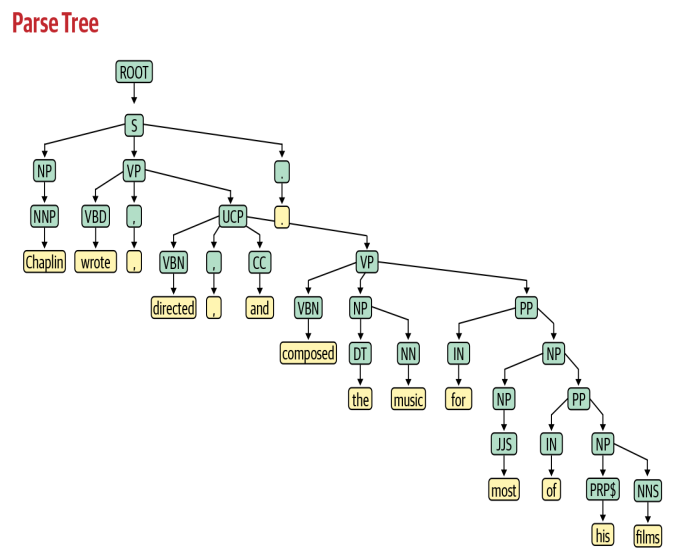 Parse Tree
ROOT
S
NP VP .
NNP VBD , UCP .
Chaplin wrote , VBN , CC VP
directed , and VBN NP PP
composed DT NN IN NP
the music for NP PP
JJS IN NP
most of PRP$ NNS
his films